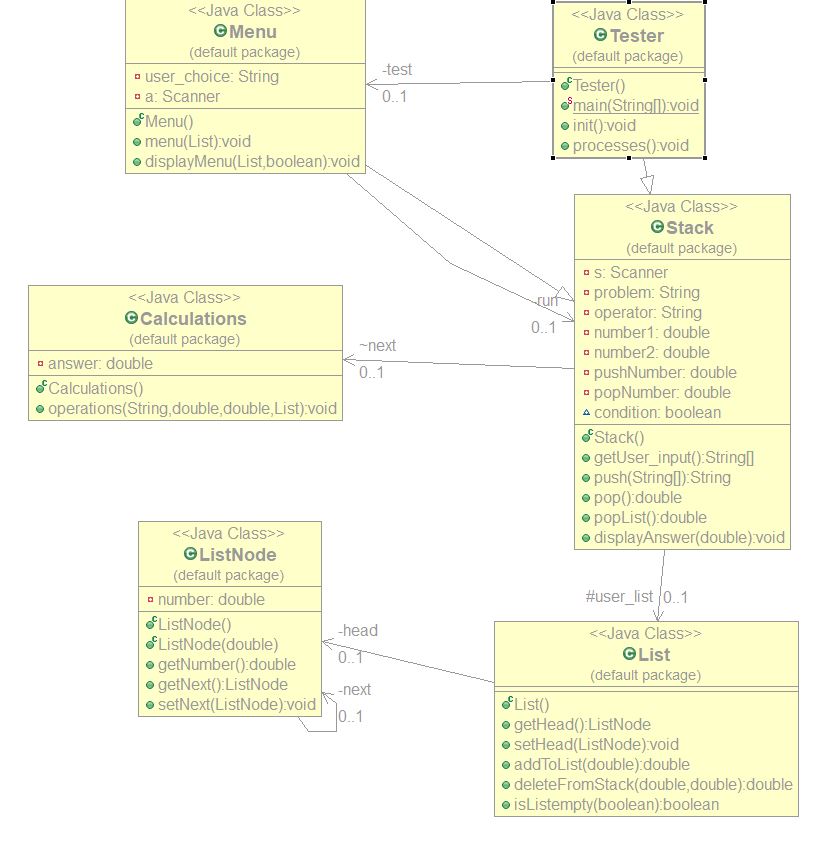 <<Java Class>>
Menu
(default package)
user_choice: String
a: Scanner
Menu()
menu(List):void
displayMenu(List,boolean):void
-test
0..1
<<Java Class>>
Tester
(default package)
Tester()
main(String[]):void
init():void
processes():void
<<Java Class>>
Stack
(default package)
s: Scanner
problem: String
operator: String
number1: double
number2: double
pushNumber: double
popNumber: double
condition: boolean
Stack()
getUser_input():String[]
push(String[]):String
pop():double
popList():double
displayAnswer(double):void
-run
0..1
<<Java Class>>
Calculations
(default package)
answer: double
Calculations()
operations(String,double,double,List):void
~next
0..1
<<Java Class>>
ListNode
(default package)
number: double
ListNode()
ListNode(double)
getNumber():double
getNext():ListNode
setNext(ListNode):void
-head
0..1
-next
0..1
#user_list
0..1
<<Java Class>>
List
(default package)
List()
getHead():ListNode
setHead(ListNode):void
addToList(double):double
deleteFromStack(double,double):double
isListempty(boolean):boolean